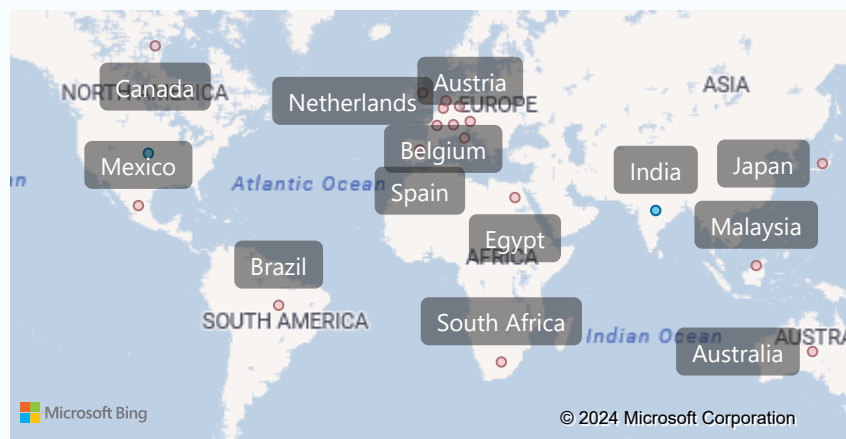 Austria
ASIA
Canada
NORTH AMERICA
Netherlands
EUROPE
Belgium
Mexico
Japan
India
Atlantic Ocean
Spain
Malaysia
Egypt
AFRICA
Brazil
SOUTH AMERICA
South Africa
Indian Ocean
AUSTRA
Australia
Microsoft Bing
© 2024 Microsoft Corporation